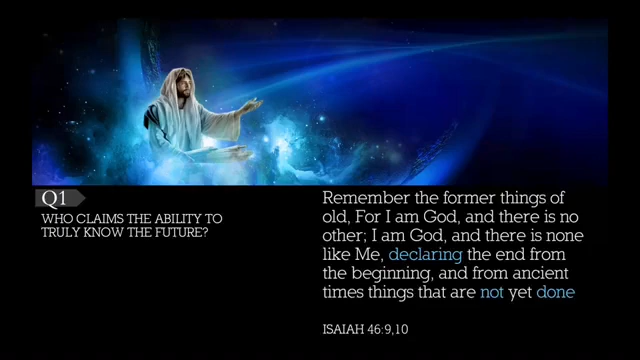 Q1
WHO CLAIMS THE ABILITY TO
TRULY KNOW THE FUTURE?
Remember the former things of
old, For I am God, and there is no
other; I am God, and there is none
like Me, declaring the end from
the beginning, and from ancient
times things that are not yet done
ISAIAH 46:9,10